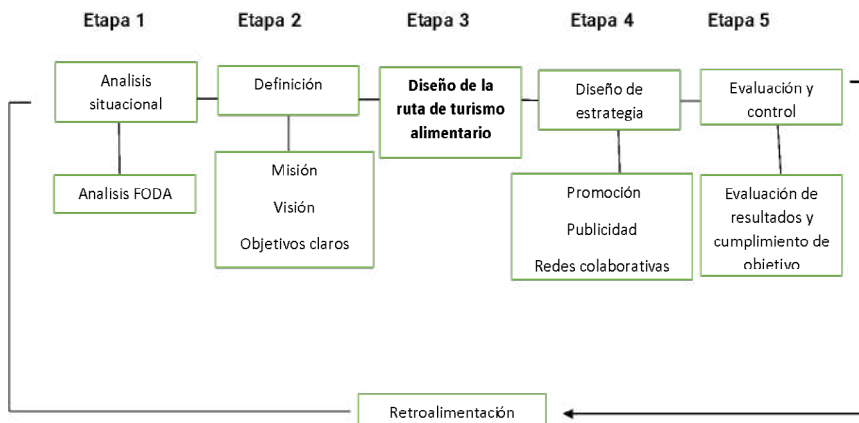 Etapa 1
Etapa 2
Etapa 3
Etapa 4
Etapa 5
Analisis
situacional
Definición
Diseño de la
ruta de turismo
alimentario
Diseño de
estrategia
Evaluación y
control
Analisis FODA
Misión
Visión
Objetivos claros
Promoción
Publicidad
Redes colaborativas
Evaluación de
resultados y
cumplimiento de
objetivo
Retroalimentación